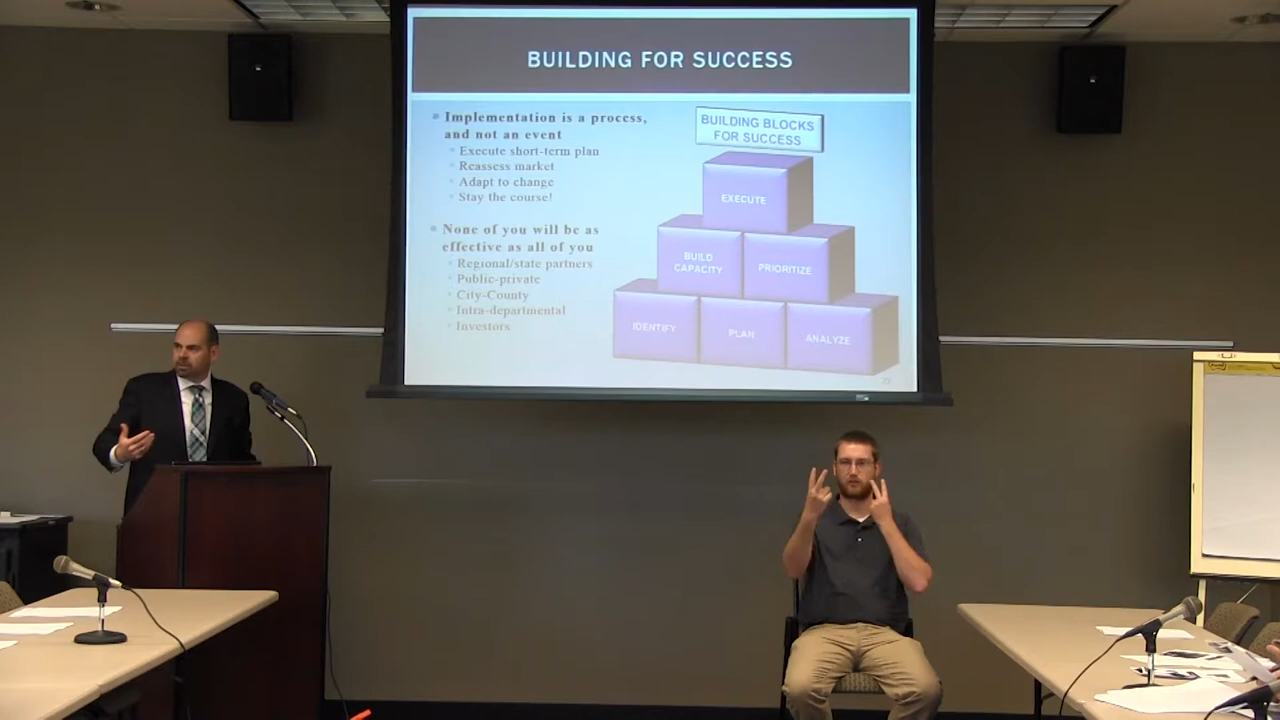 BUILDING FOR SUCCESS
Implementation is a process,
and not an event
Execute short-term plan
Reassess market
Adapt to change
Stay the course!
None of you will be as
effective as all of you
Regional/state partners
Public-private
City-County
Intra-departmental
Investors
BUILDING BLOCKS
FOR SUCCESS
EXECUTE
BUILD
CAPACITY
PRIORITIZE
IDENTIFY
PLAN
ANALYZE